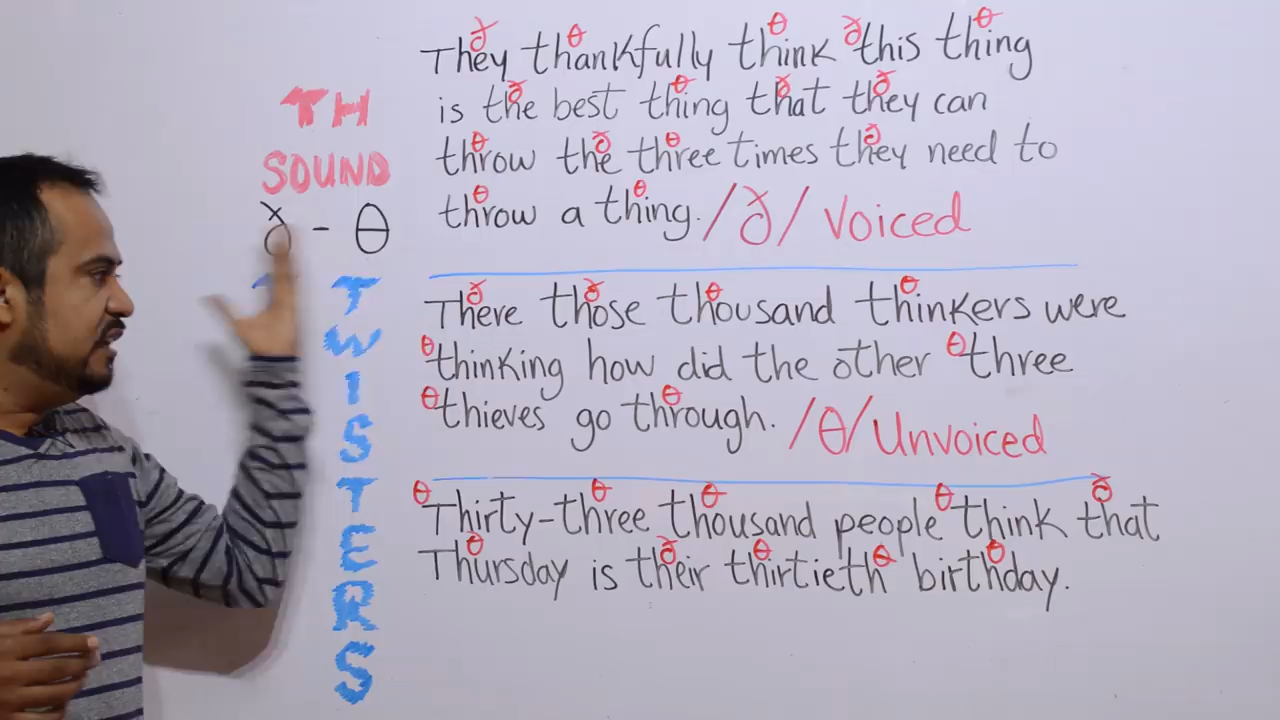 TH
SOUND
ð - θ
T
T
W
I
S
T
E
R
S
They thankfully think this thing
is the best thing that they can
throw the three times they need to
throw a thing. /ð/ Voiced
There those thousand thinkers were
thinking how did the other three
thieves go through. /θ/ Unvoiced
Thirty-three thousand people think that
Thursday is their thirtieth birthday.